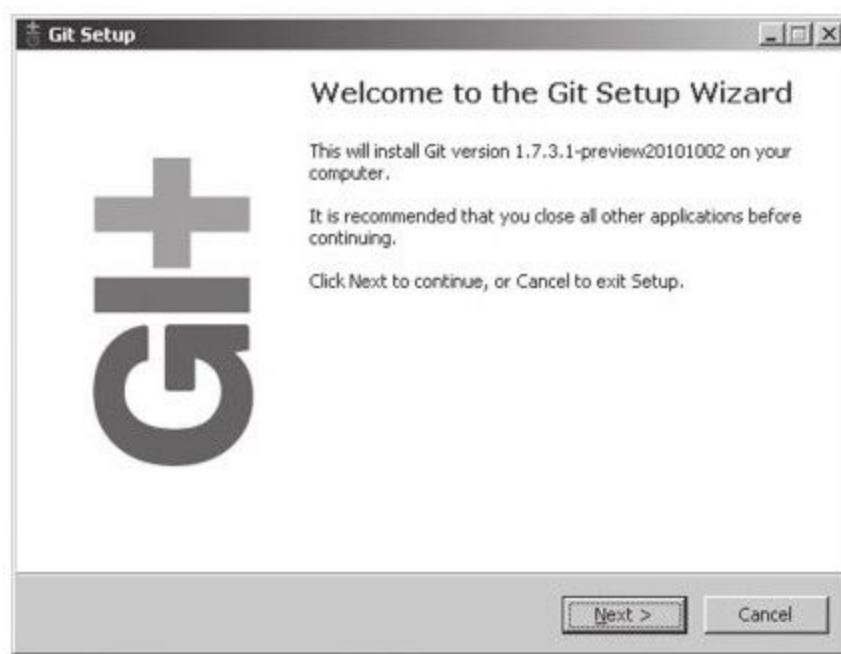 Git Setup
Welcome to the Git Setup Wizard
This will install Git version 1.7.3.1-preview20101002 on your
computer.
It is recommended that you close all other applications before
continuing.
Click Next to continue, or Cancel to exit Setup.
GIt
Next >
Cancel